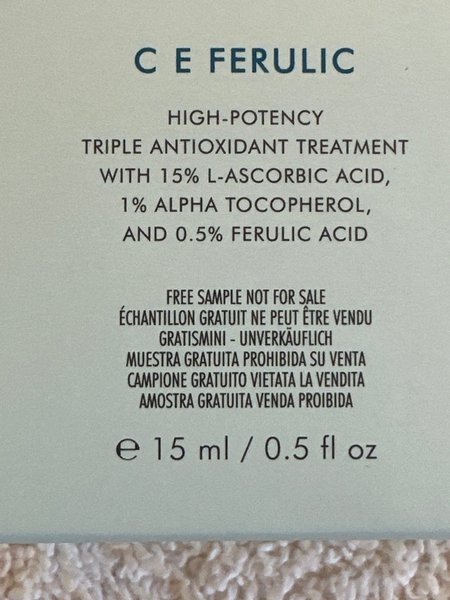 C E FERULIC
HIGH-POTENCY
TRIPLE ANTIOXIDANT TREATMENT
WITH 15% L-ASCORBIC ACID,
1% ALPHA TOCOPHEROL,
AND 0.5% FERULIC ACID
FREE SAMPLE NOT FOR SALE
ÉCHANTILLON GRATUIT NE PEUT ÊTRE VENDU
GRATISMINI - UNVERKÄUFLICH
MUESTRA GRATUITA PROHIBIDA SU VENTA
CAMPIONE GRATUITO VIETATA LA VENDITA
AMOSTRA GRATUITA VENDA PROIBIDA
℮ 15 ml / 0.5 fl oz